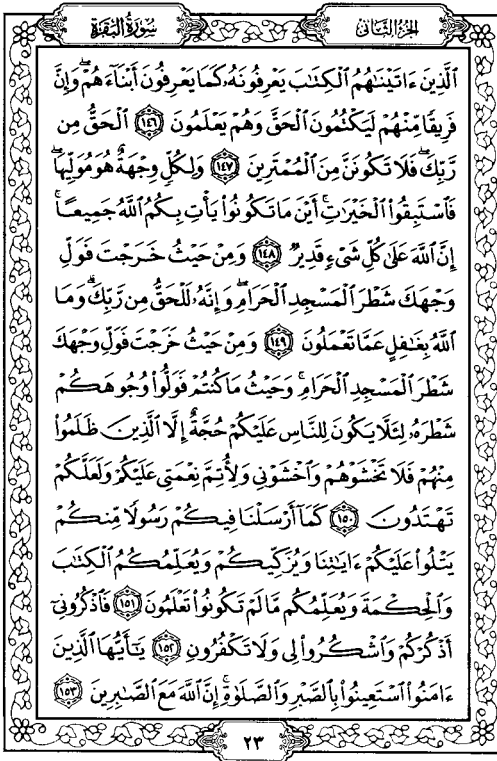 سُورَةُ البَقَرَةِ
الجُزْءُ الثَّانِي
ٱلَّذِينَ ءَاتَيْنَٰهُمُ ٱلْكِتَٰبَ يَعْرِفُونَهُۥ كَمَا يَعْرِفُونَ أَبْنَآءَهُمْ ۖ وَإِنَّ
فَرِيقًا مِّنْهُمْ لَيَكْتُمُونَ ٱلْحَقَّ وَهُمْ يَعْلَمُونَ ١٤٦ ٱلْحَقُّ مِن
رَّبِّكَ ۖ فَلَا تَكُونَنَّ مِنَ ٱلْمُمْتَرِينَ ١٤٧ وَلِكُلٍّ وِجْهَةٌ هُوَ مُوَلِّيهَا ۖ
فَٱسْتَبِقُوا۟ ٱلْخَيْرَٰتِ ۚ أَيْنَ مَا تَكُونُوا۟ يَأْتِ بِكُمُ ٱللَّهُ جَمِيعًا ۚ
إِنَّ ٱللَّهَ عَلَىٰ كُلِّ شَىْءٍ قَدِيرٌ ١٤٨ وَمِنْ حَيْثُ خَرَجْتَ فَوَلِّ
وَجْهَكَ شَطْرَ ٱلْمَسْجِدِ ٱلْحَرَامِ ۖ وَإِنَّهُۥ لَلْحَقُّ مِن رَّبِّكَ ۗ وَمَا
ٱللَّهُ بِغَٰفِلٍ عَمَّا تَعْمَلُونَ ١٤٩ وَمِنْ حَيْثُ خَرَجْتَ فَوَلِّ وَجْهَكَ
شَطْرَ ٱلْمَسْجِدِ ٱلْحَرَامِ ۚ وَحَيْثُ مَا كُنتُمْ فَوَلُّوا۟ وُجُوهَكُمْ
شَطْرَهُۥ لِئَلَّا يَكُونَ لِلنَّاسِ عَلَيْكُمْ حُجَّةٌ إِلَّا ٱلَّذِينَ ظَلَمُوا۟
مِنْهُمْ فَلَا تَخْشَوْهُمْ وَٱخْشَوْنِى وَلِأُتِمَّ نِعْمَتِى عَلَيْكُمْ وَلَعَلَّكُمْ
تَهْتَدُونَ ١٥٠ كَمَآ أَرْسَلْنَا فِيكُمْ رَسُولًا مِّنكُمْ
يَتْلُوا۟ عَلَيْكُمْ ءَايَٰتِنَا وَيُزَكِّيكُمْ وَيُعَلِّمُكُمُ ٱلْكِتَٰبَ
وَٱلْحِكْمَةَ وَيُعَلِّمُكُم مَّا لَمْ تَكُونُوا۟ تَعْلَمُونَ ١٥١ فَٱذْكُرُونِىٓ
أَذْكُرْكُمْ وَٱشْكُرُوا۟ لِى وَلَا تَكْفُرُونِ ١٥٢ يَٰٓأَيُّهَا ٱلَّذِينَ
ءَامَنُوا۟ ٱسْتَعِينُوا۟ بِٱلصَّبْرِ وَٱلصَّلَوٰةِ ۚ إِنَّ ٱللَّهَ مَعَ ٱلصَّٰبِرِينَ ١٥٣
٢٣